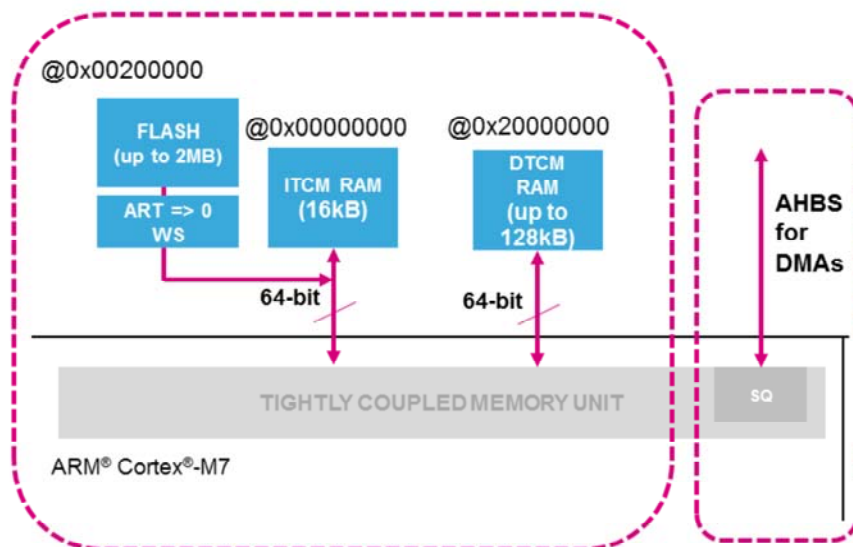 @0x00200000
FLASH
(up to 2MB)
ART => 0
WS
@0x00000000
ITCM RAM
(16kB)
@0x20000000
DTCM
RAM
(up to
128kB)
AHBS
for
DMAs
64-bit
64-bit
TIGHTLY COUPLED MEMORY UNIT
SQ
ARM® Cortex®-M7